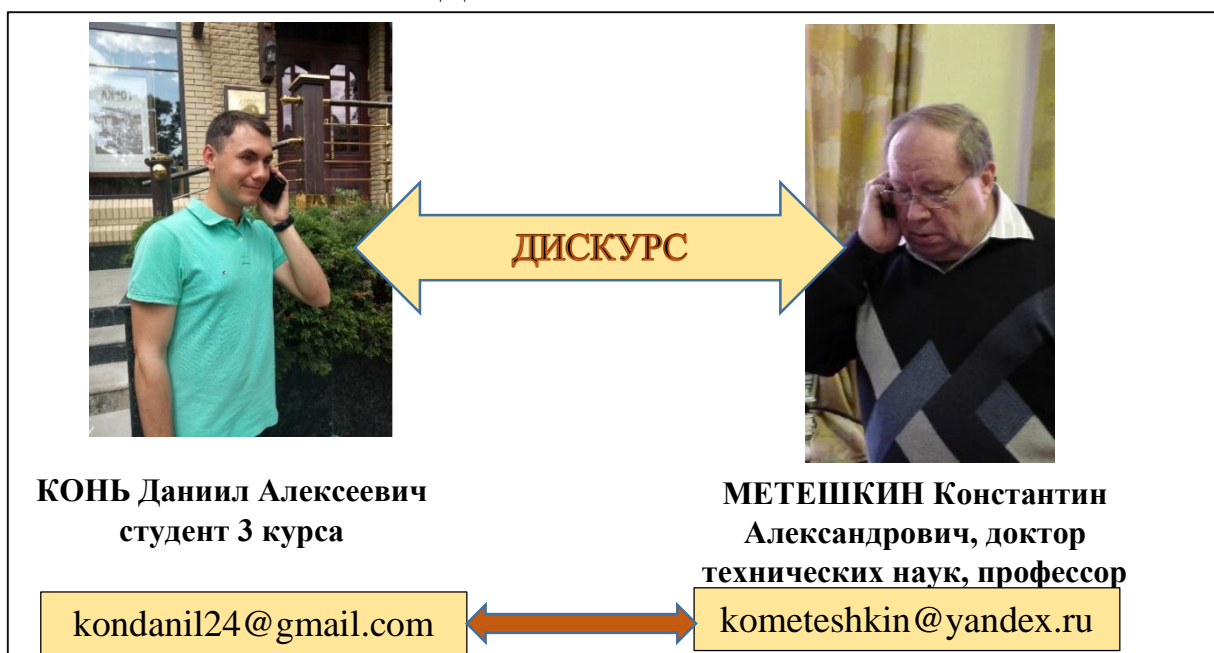 ДИСКУРС
КОНЬ Даниил Алексеевич
студент 3 курса
МЕТЕШКИН Константин
Александрович, доктор
технических наук, профессор
kondanil24@gmail.com
kometeshkin@yandex.ru